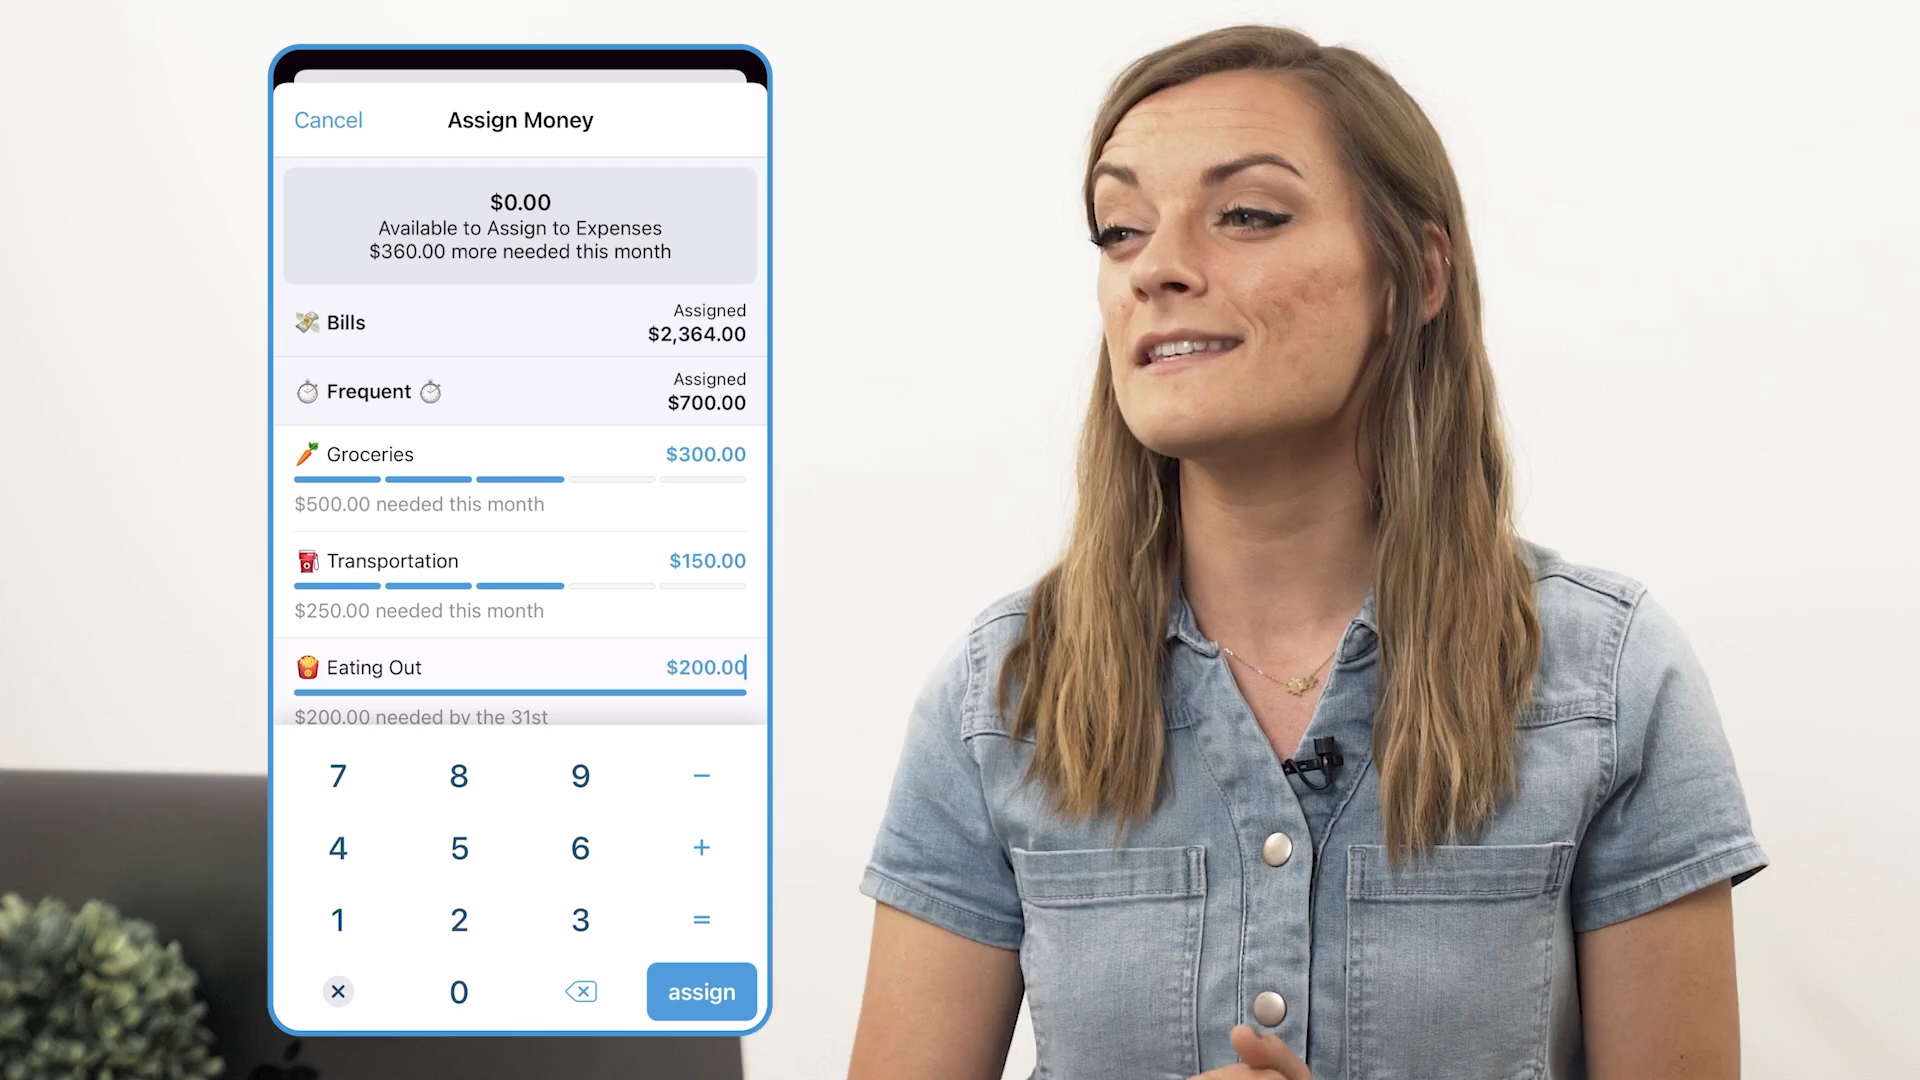 Cancel
Assign Money
$0.00
Available to Assign to Expenses
$360.00 more needed this month
Bills
Assigned
$2,364.00
Frequent
Assigned
$700.00
Groceries
$300.00
$500.00 needed this month
Transportation
$150.00
$250.00 needed this month
Eating Out
$200.00
$200.00 needed by the 31st
7 8 9 −
4 5 6 +
1 2 3 =
0 assign